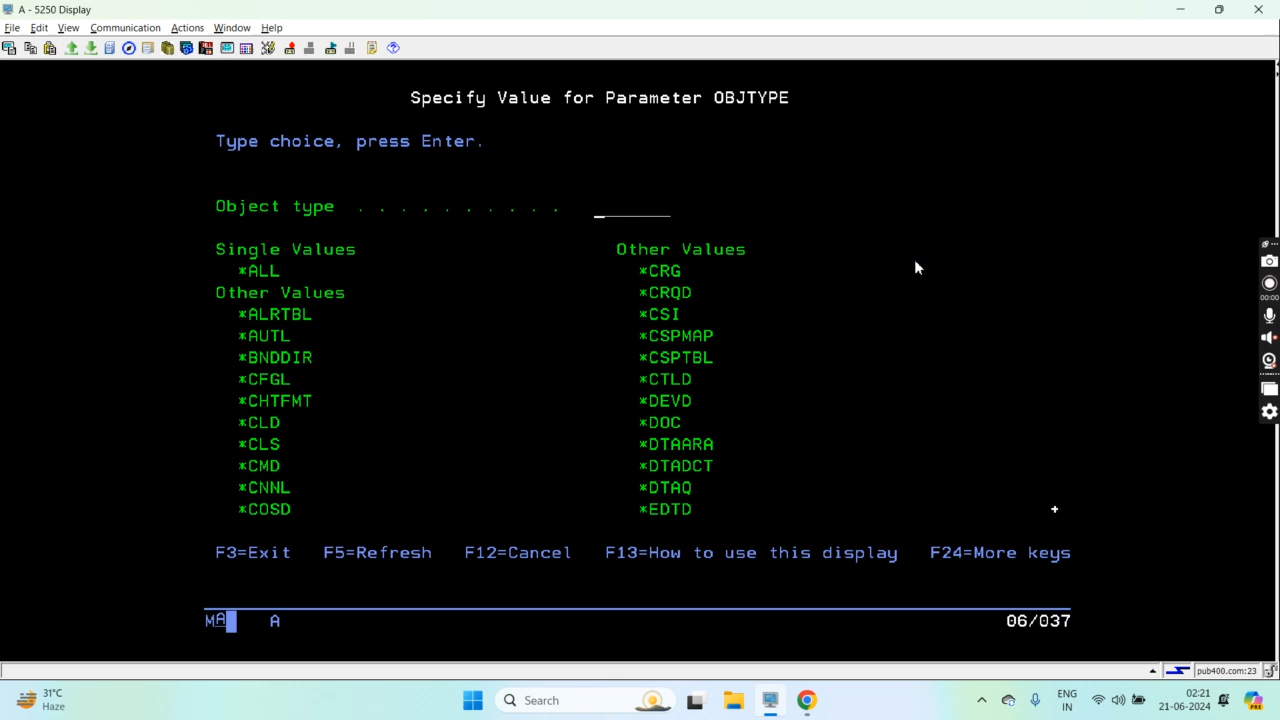 A - 5250 Display
File Edit View Communication Actions Window Help
Specify Value for Parameter OBJTYPE
Type choice, press Enter.
Object type . . . . . . . . . .
Single Values
*ALL
Other Values
*ALRTBL
*AUTL
*BNDDIR
*CFGL
*CHTFMT
*CLD
*CLS
*CMD
*CNNL
*COSD
Other Values
*CRG
*CRQD
*CSI
*CSPMAP
*CSPTBL
*CTLD
*DEVD
*DOC
*DTAARA
*DTADCT
*DTAQ
*EDTD
+
F3=Exit F5=Refresh F12=Cancel F13=How to use this display F24=More keys
MA A 06/037
00:00
pub400.com:23
31°C
Haze
Search
ENG
IN
02:21
21-06-2024
PRE